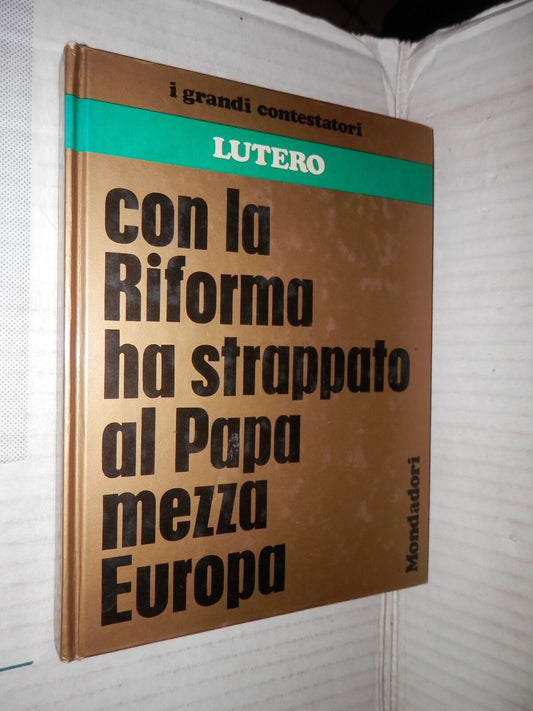 i grandi contestatori
LUTERO
con la
Riforma
ha strappato
al Papa
mezza
Europa
Mondadori